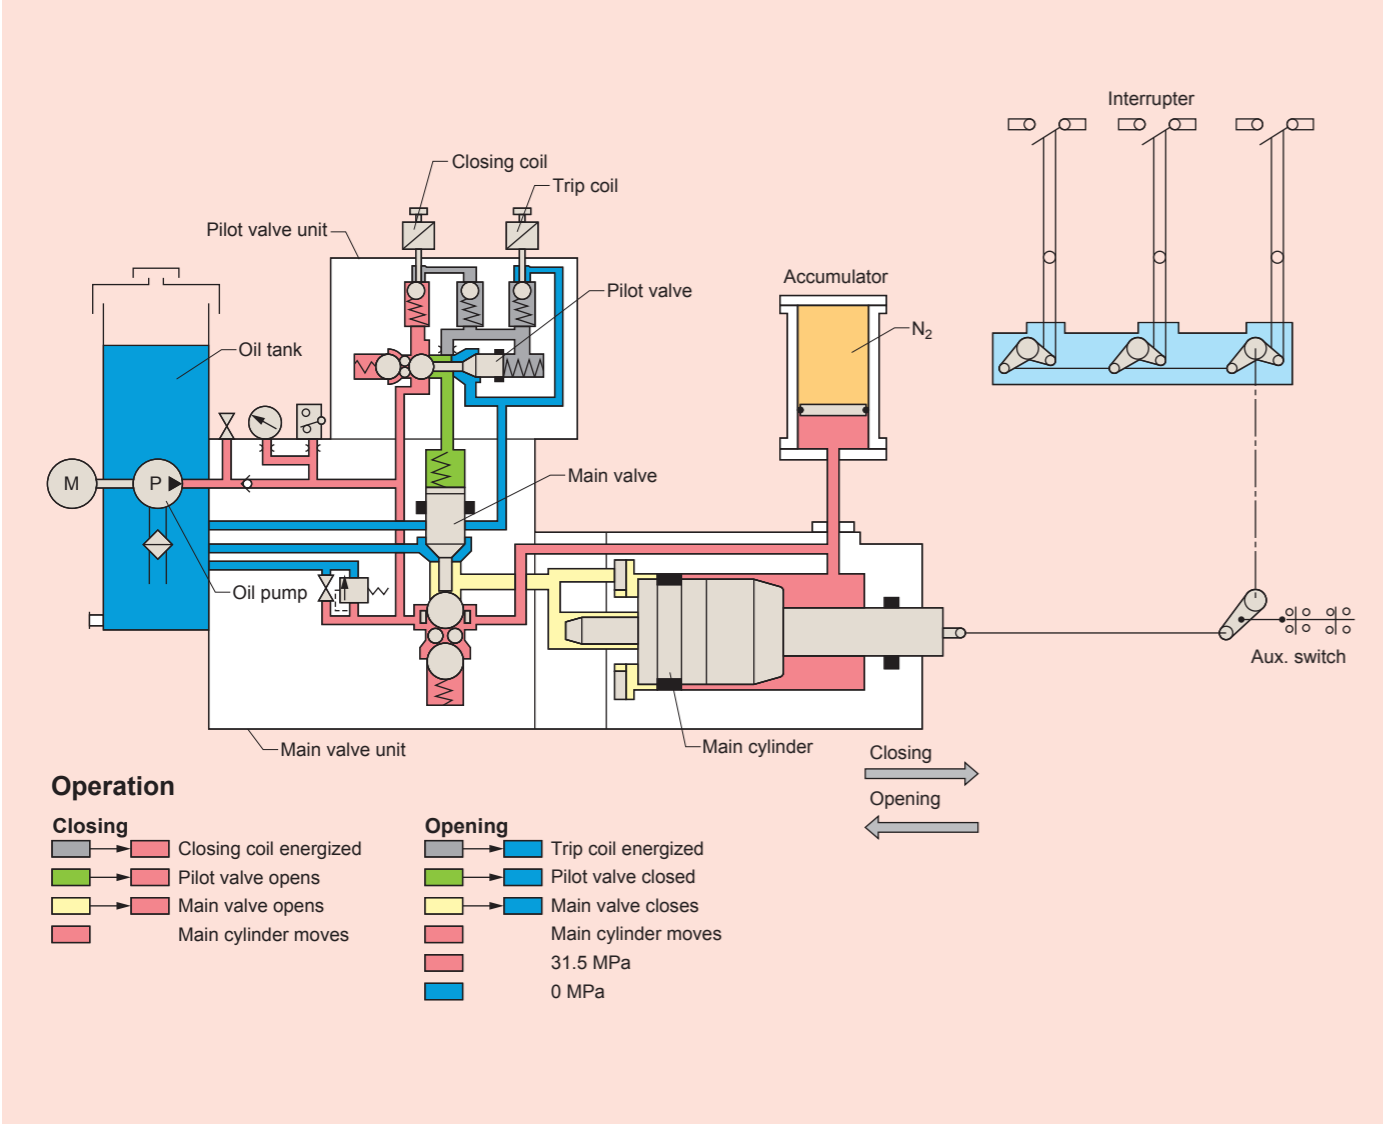 Interrupter
Closing coil
Trip coil
Pilot valve unit
Accumulator
Pilot valve
N2
Oil tank
M
P
Main valve
Oil pump
Aux. switch
Main valve unit
Main cylinder
Closing
Opening
Operation
Closing
Closing coil energized
Pilot valve opens
Main valve opens
Main cylinder moves
Opening
Trip coil energized
Pilot valve closed
Main valve closes
Main cylinder moves
31.5 MPa
0 MPa